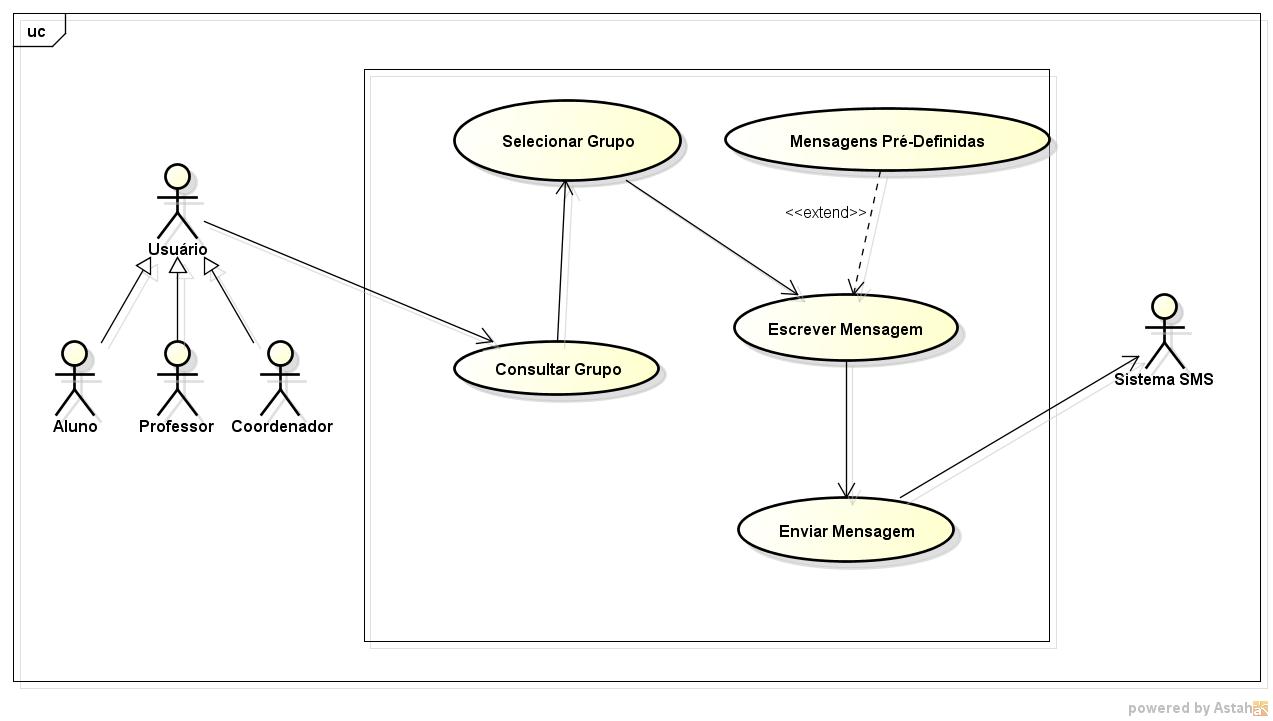 uc
Selecionar Grupo
Mensagens Pré-Definidas
<<extend>>
Usuário
Escrever Mensagem
Consultar Grupo
Sistema SMS
Aluno
Professor
Coordenador
Enviar Mensagem
powered by Astah